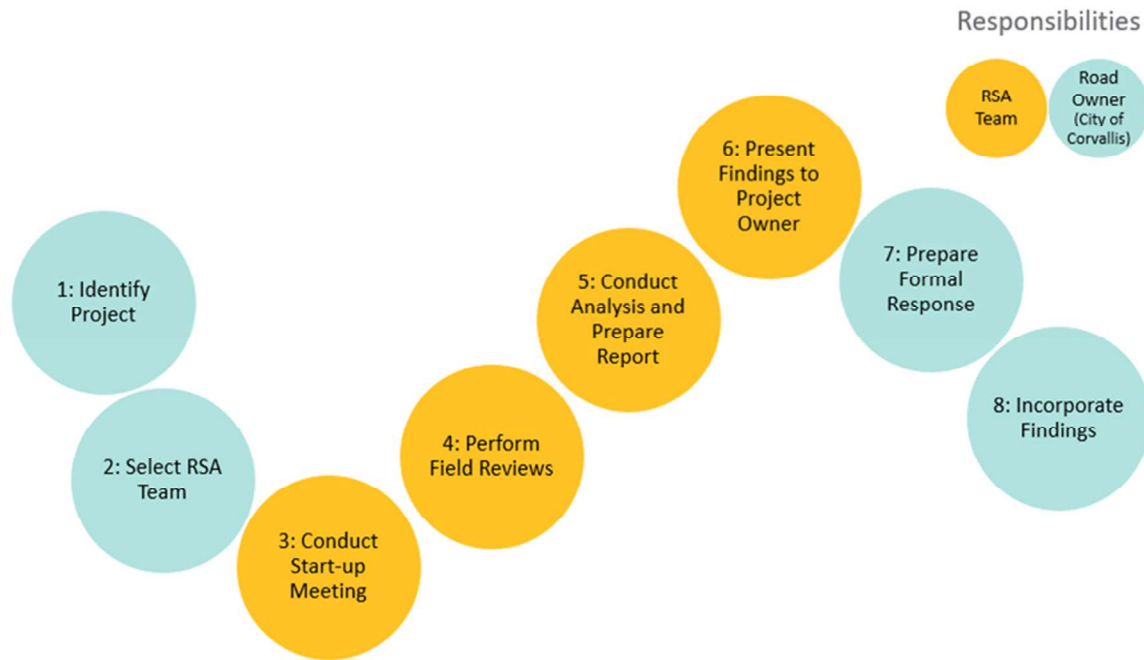 Responsibilities
RSA
Team
Road
Owner
(City of
Corvallis)
1: Identify
Project
2: Select RSA
Team
3: Conduct
Start-up
Meeting
4: Perform
Field Reviews
5: Conduct
Analysis and
Prepare
Report
6: Present
Findings to
Project
Owner
7: Prepare
Formal
Response
8: Incorporate
Findings